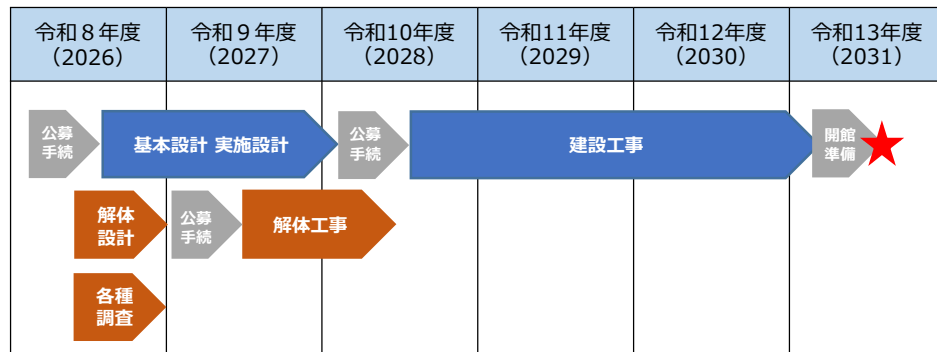 令和８年度
（2026）
令和９年度
（2027）
令和10年度
（2028）
令和11年度
（2029）
令和12年度
（2030）
令和13年度
（2031）
公募
手続
基本設計 実施設計
公募
手続
建設工事
開館
準備
解体
設計
公募
手続
解体工事
各種
調査